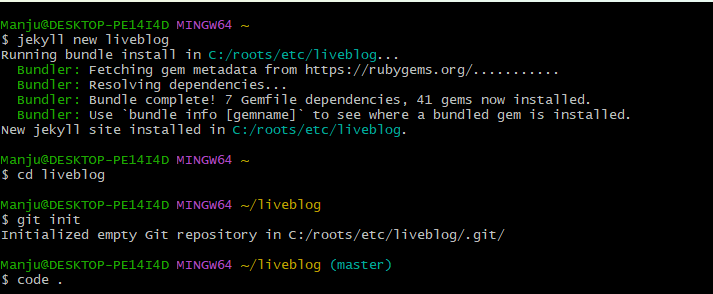 Manju@DESKTOP-PE14I4D MINGW64 ~
$ jekyll new liveblog
Running bundle install in C:/roots/etc/liveblog...
  Bundler: Fetching gem metadata from https://rubygems.org/...........
  Bundler: Resolving dependencies...
  Bundler: Bundle complete! 7 Gemfile dependencies, 41 gems now installed.
  Bundler: Use `bundle info [gemname]` to see where a bundled gem is installed.
New jekyll site installed in C:/roots/etc/liveblog.
Manju@DESKTOP-PE14I4D MINGW64 ~
$ cd liveblog
Manju@DESKTOP-PE14I4D MINGW64 ~/liveblog
$ git init
Initialized empty Git repository in C:/roots/etc/liveblog/.git/
Manju@DESKTOP-PE14I4D MINGW64 ~/liveblog (master)
$ code .